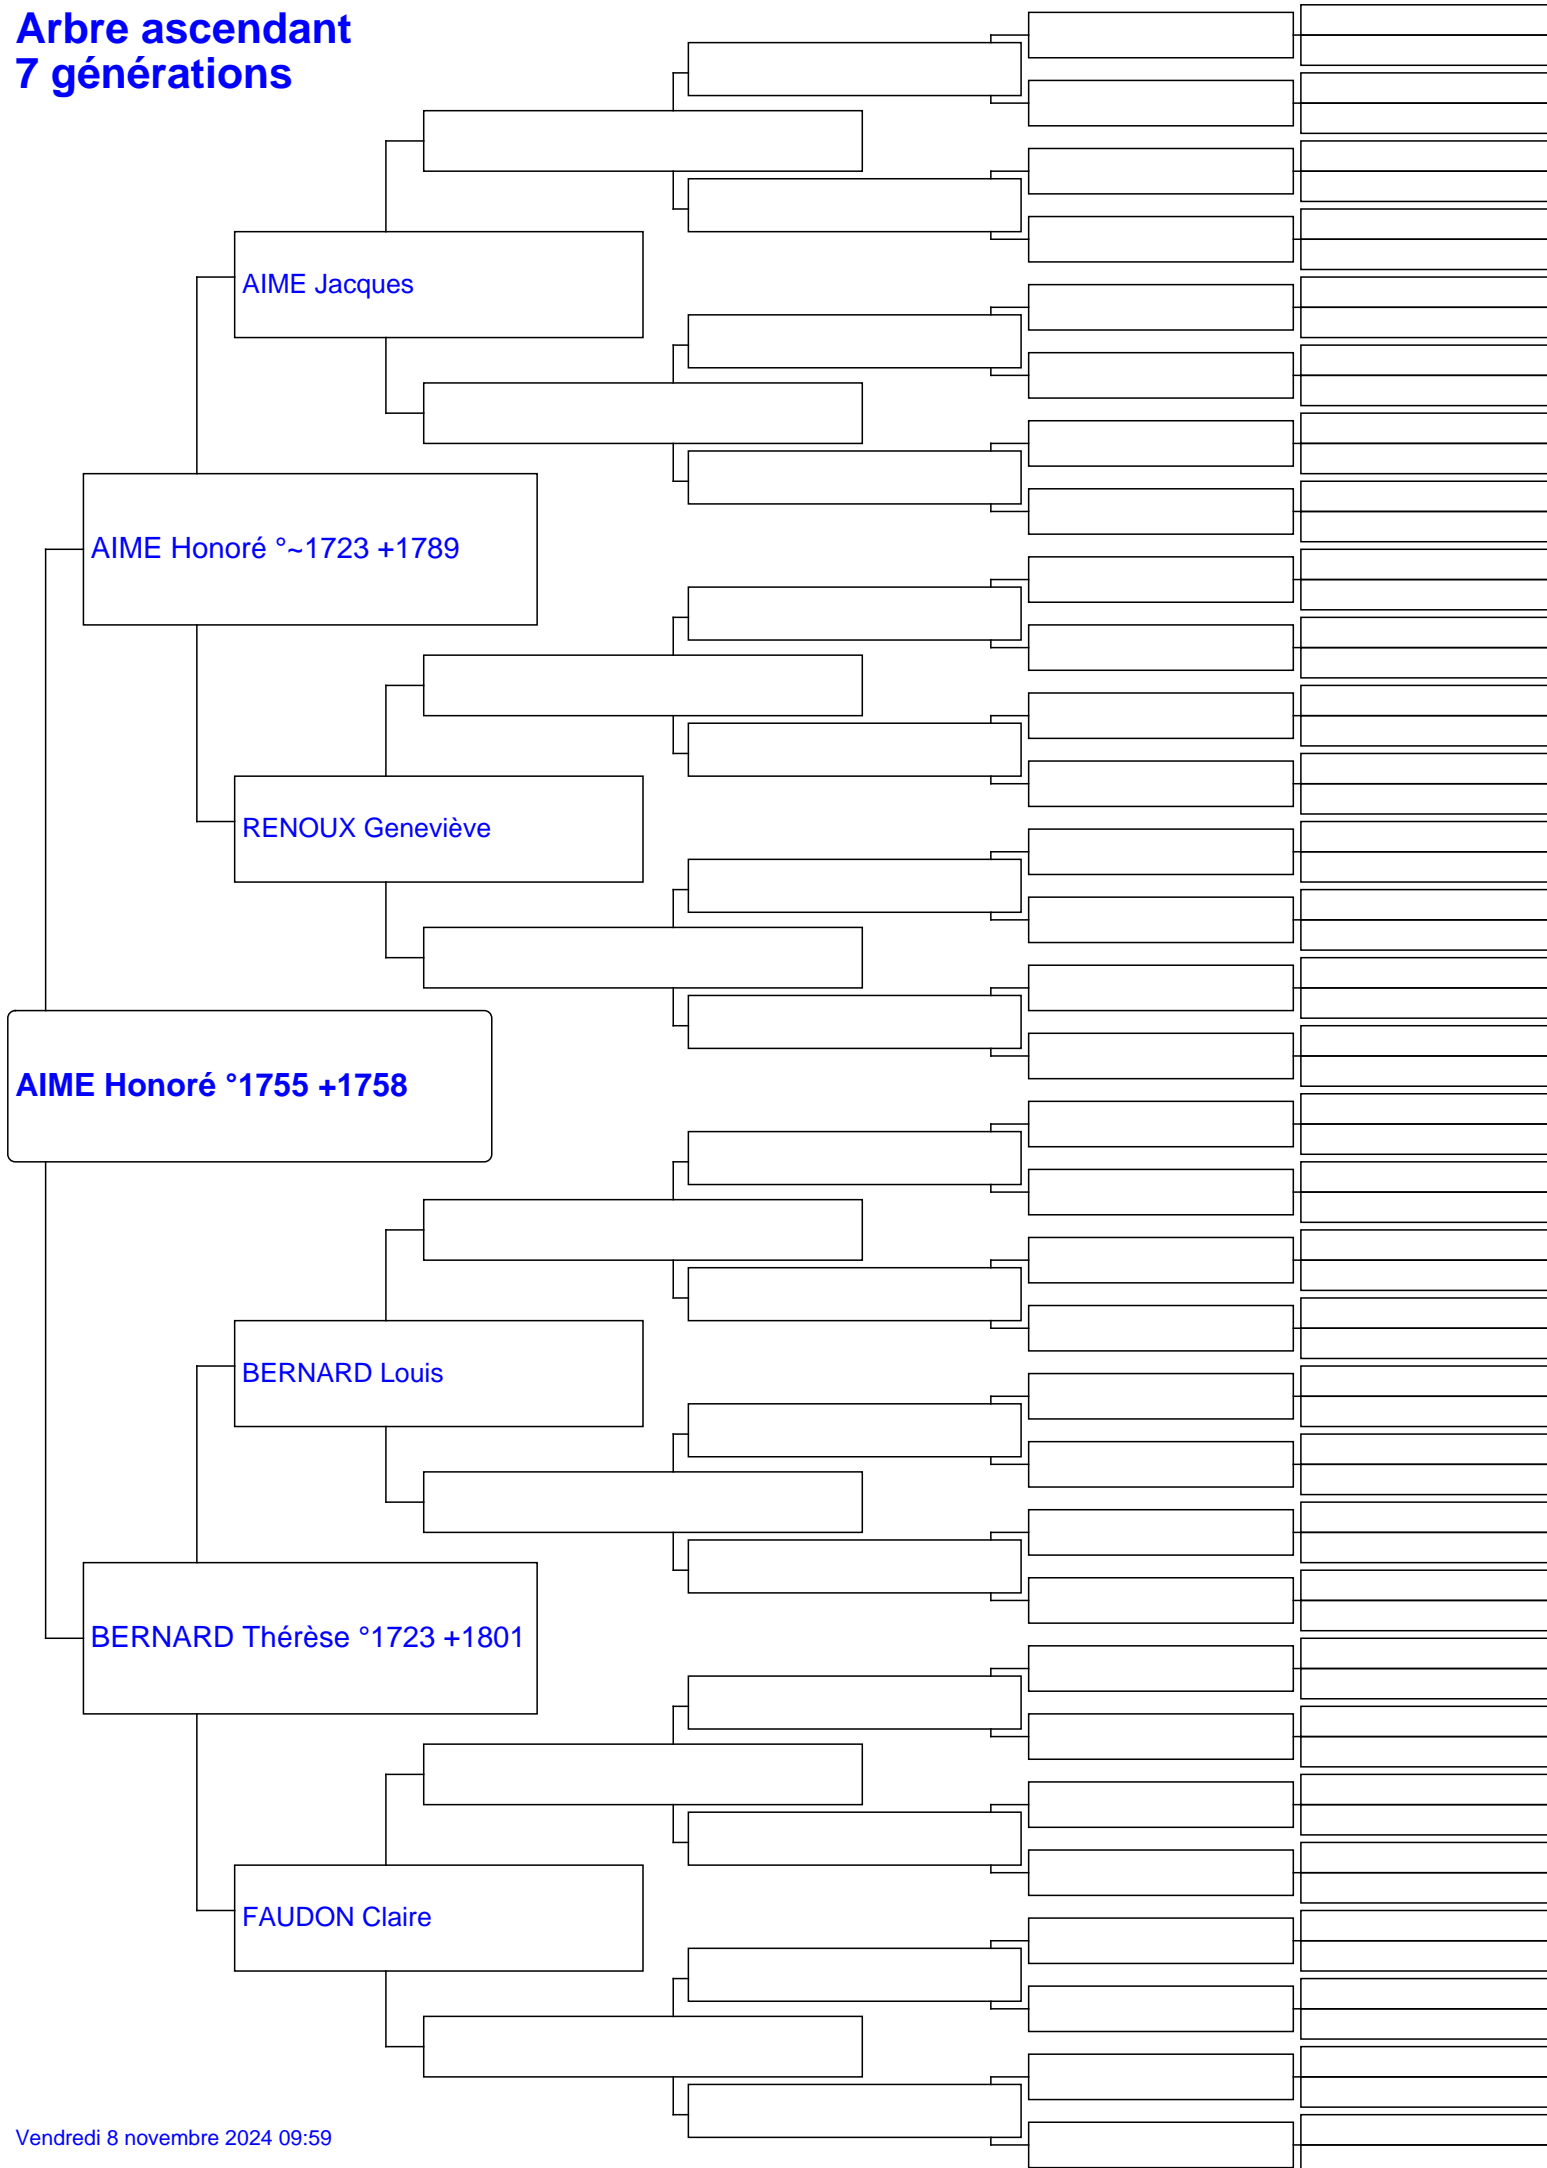 Arbre ascendant
7 générations
AIME Jacques
AIME Honoré °~1723 +1789
RENOUX Geneviève
AIME Honoré °1755 +1758
BERNARD Louis
BERNARD Thérèse °1723 +1801
FAUDON Claire
Vendredi 8 novembre 2024 09:59